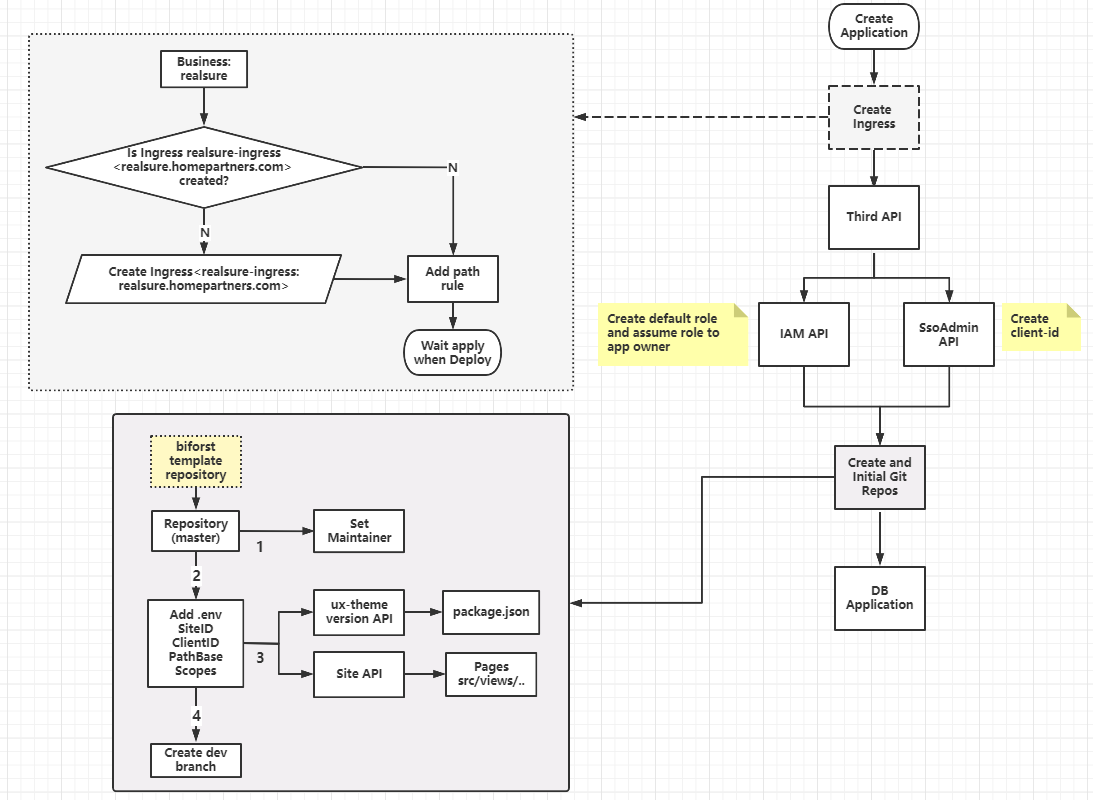 Create
Application
Create
Ingress
Third API
IAM API
SsoAdmin
API
Create default role
and assume role to
app owner
Create
client-id
Create and
Initial Git
Repos
DB
Application
Business:
realsure
Is Ingress realsure-ingress
<realsure.homepartners.com>
created?
N
N
Create Ingress<realsure-ingress:
realsure.homepartners.com>
Add path
rule
Wait apply
when Deploy
biforst
template
repository
Repository
(master)
1
Set
Maintainer
2
Add .env
SiteID
ClientID
PathBase
Scopes
3
ux-theme
version API
package.json
Site API
Pages
src/views/..
4
Create dev
branch